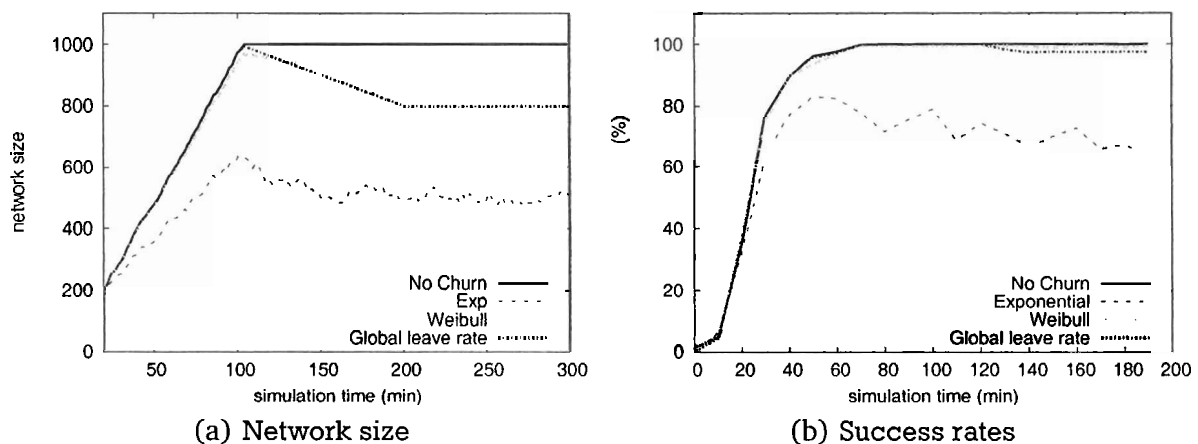 1000
800
600
400
200
0
network size
No Churn
Exp
Weibull
Global leave rate
50 100 150 200 250 300
simulation time (min)
(a) Network size
100
80
60
40
20
0
(%)
No Churn
Exponential
Weibull
Global leave rate
0 20 40 60 80 100 120 140 160 180 200
simulation time (min)
(b) Success rates